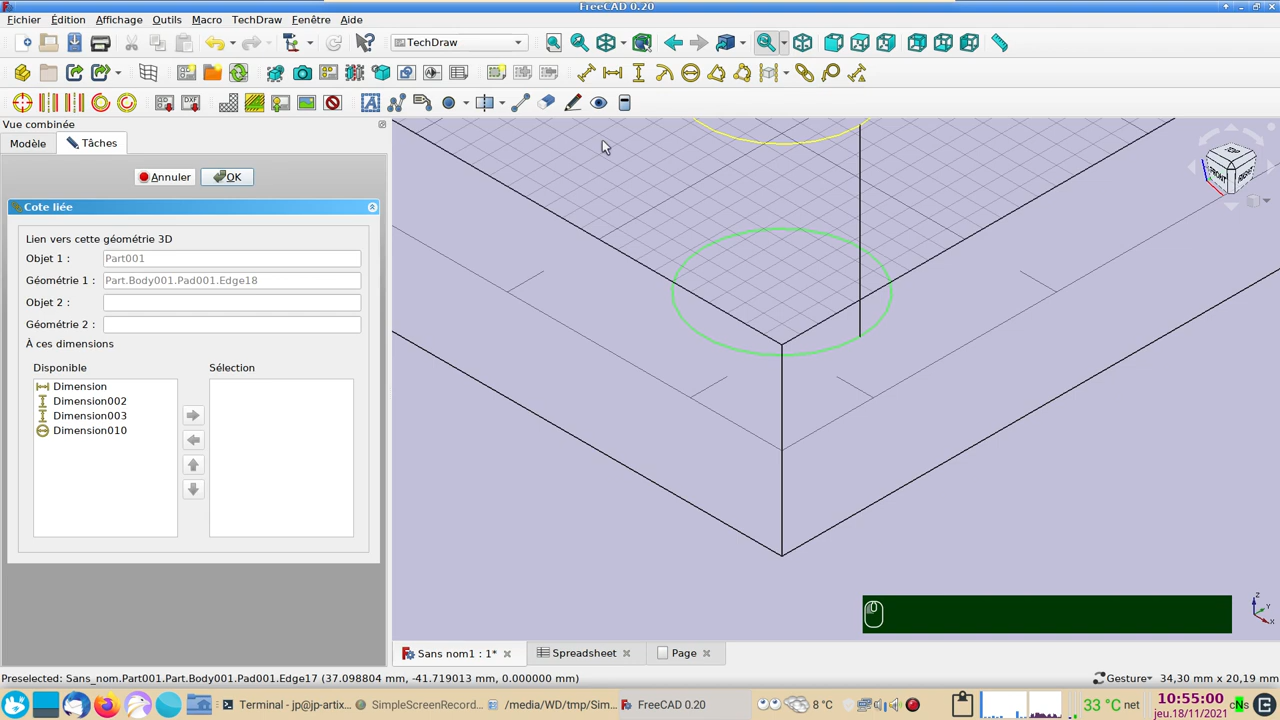 FreeCAD 0.20
Fichier Édition Affichage Outils Macro TechDraw Fenêtre Aide
TechDraw
Vue combinée
Modèle Tâches
Annuler OK
Cote liée
Lien vers cette géométrie 3D
Objet 1 : Part001
Géométrie 1 : Part.Body001.Pad001.Edge18
Objet 2 :
Géométrie 2 :
À ces dimensions
Disponible Sélection
Dimension
Dimension002
Dimension003
Dimension010
FRONT
Z
Y
X
Sans nom1 : 1* Spreadsheet Page
Preselected: Sans_nom.Part001.Part.Body001.Pad001.Edge17 (37.098804 mm, -41.719013 mm, 0.000000 mm) Gesture 34,30 mm x 20,19 mm
Terminal - jp@jp-artix... SimpleScreenRecord... /media/WD/tmp/Sim... FreeCAD 0.20 8 °C 33 °C net 10:55:00
jeu.18/11/2021